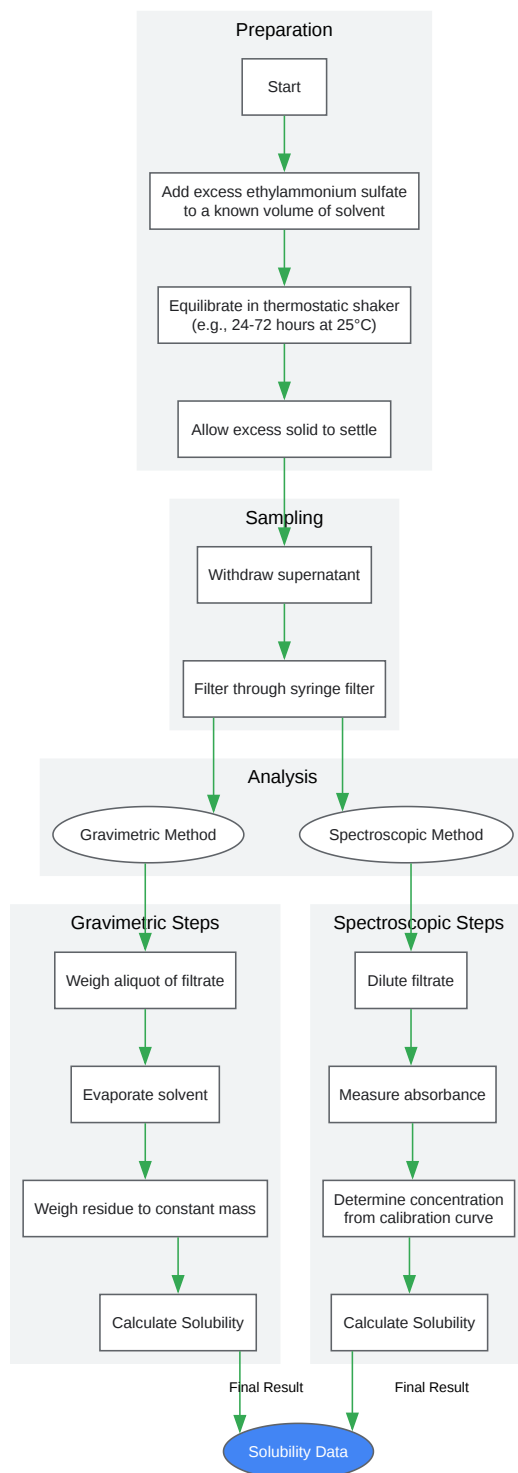 Preparation
Start
Add excess ethylammonium sulfate
to a known volume of solvent
Equilibrate in thermostatic shaker
(e.g., 24-72 hours at 25°C)
Allow excess solid to settle
Sampling
Withdraw supernatant
Filter through syringe filter
Analysis
Gravimetric Method
Spectroscopic Method
Gravimetric Steps
Weigh aliquot of filtrate
Evaporate solvent
Weigh residue to constant mass
Calculate Solubility
Final Result
Spectroscopic Steps
Dilute filtrate
Measure absorbance
Determine concentration
from calibration curve
Calculate Solubility
Final Result
Solubility Data